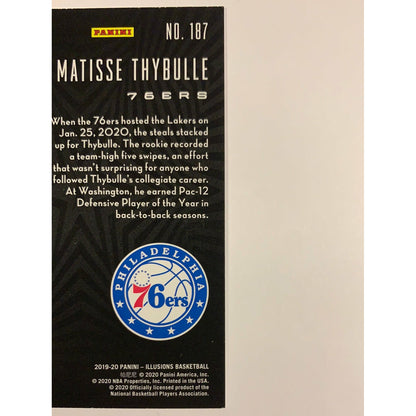 PANINI
NO. 187
MATISSE THYBULLE
76ERS
When the 76ers hosted the Lakers on
Jan. 25, 2020, the steals stacked
up for Thybulle. The rookie recorded
a team-high five swipes, an effort
that wasn't surprising for anyone who
followed Thybulle's collegiate career.
At Washington, he earned Pac-12
Defensive Player of the Year in
back-to-back seasons.
PHILADELPHIA
76ers
2019-20 PANINI – ILLUSIONS BASKETBALL
帕尼尼 © 2020 Panini America, Inc.
© 2020 NBA Properties, Inc. Printed in the USA.
© 2020 Officially licensed product of the
National Basketball Players Association.